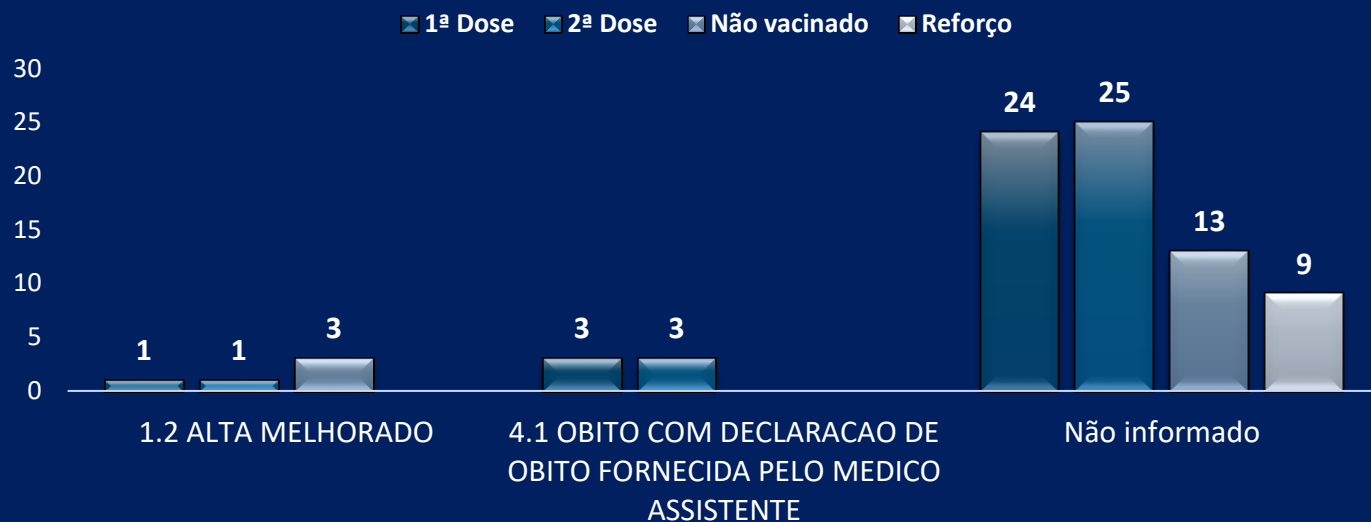 1ª Dose 2ª Dose Não vacinado Reforço
30
25
20
15
10
5
0
1 1 3
3 3
24 25 13 9
1.2 ALTA MELHORADO
4.1 OBITO COM DECLARACAO DE
OBITO FORNECIDA PELO MEDICO
ASSISTENTE
Não informado